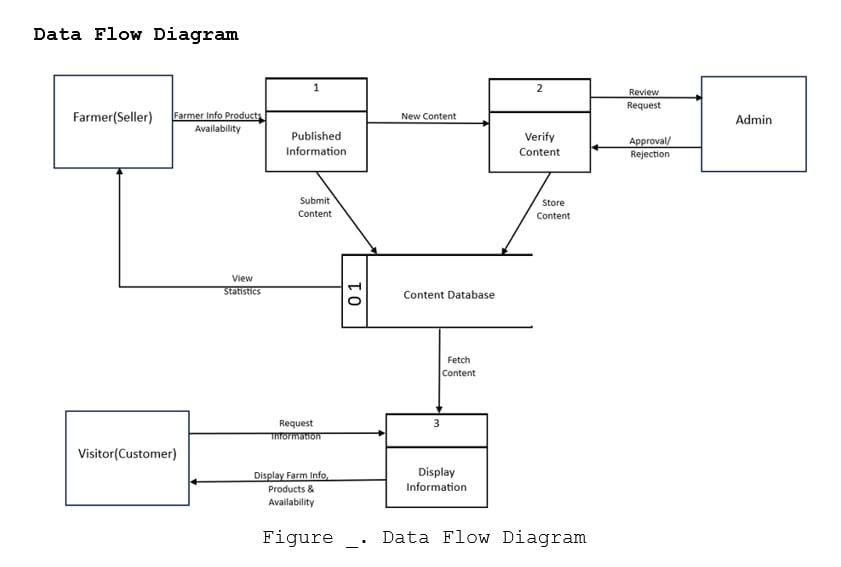 Data Flow Diagram
Farmer(Seller)
Farmer Info Products
Availability
1
Published
Information
New Content
2
Verify
Content
Review
Request
Admin
Approval/
Rejection
Submit
Content
Store
Content
View
Statistics
01
Content Database
Fetch
Content
Visitor(Customer)
Request
Information
3
Display
Information
Display Farm Info,
Products &
Availability
Figure _. Data Flow Diagram